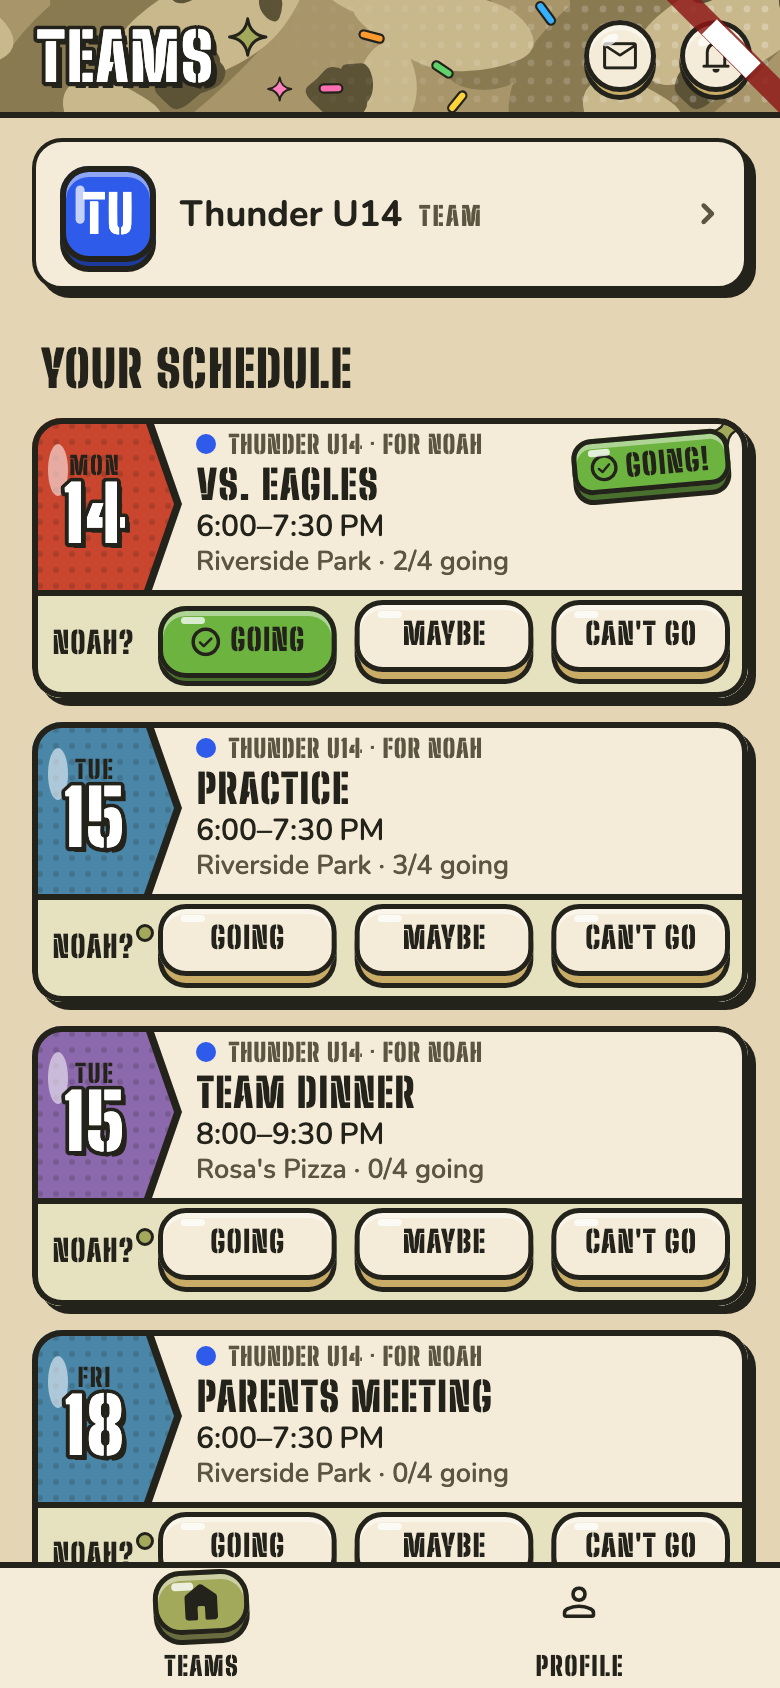 TEAMS
TU
Thunder U14 TEAM
YOUR SCHEDULE
MON
14
THUNDER U14 · FOR NOAH
VS. EAGLES
6:00–7:30 PM
Riverside Park · 2/4 going
GOING!
NOAH?
GOING
MAYBE
CAN'T GO
TUE
15
THUNDER U14 · FOR NOAH
PRACTICE
6:00–7:30 PM
Riverside Park · 3/4 going
NOAH?
GOING
MAYBE
CAN'T GO
TUE
15
THUNDER U14 · FOR NOAH
TEAM DINNER
8:00–9:30 PM
Rosa's Pizza · 0/4 going
NOAH?
GOING
MAYBE
CAN'T GO
FRI
18
THUNDER U14 · FOR NOAH
PARENTS MEETING
6:00–7:30 PM
Riverside Park · 0/4 going
NOAH?
GOING
MAYBE
CAN'T GO
TEAMS
PROFILE